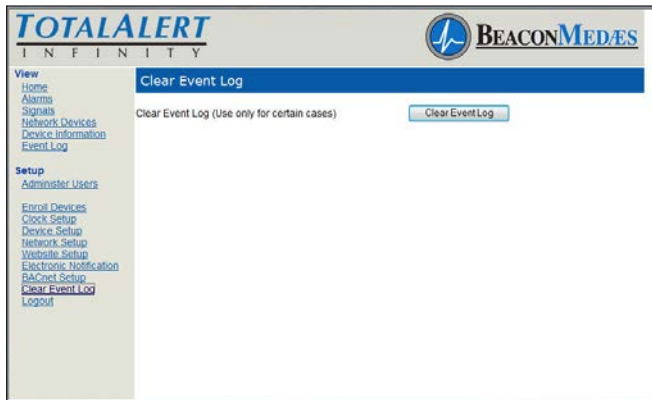 TOTALALERT
INFINITY
BEACONMEDÆS
View
Home
Alarms
Signals
Network Devices
Device Information
Event Log
Setup
Administer Users
Enroll Devices
Clock Setup
Device Setup
Network Setup
Website Setup
Electronic Notification
BACnet Setup
Clear Event Log
Logout
Clear Event Log
Clear Event Log (Use only for certain cases)
Clear Event Log